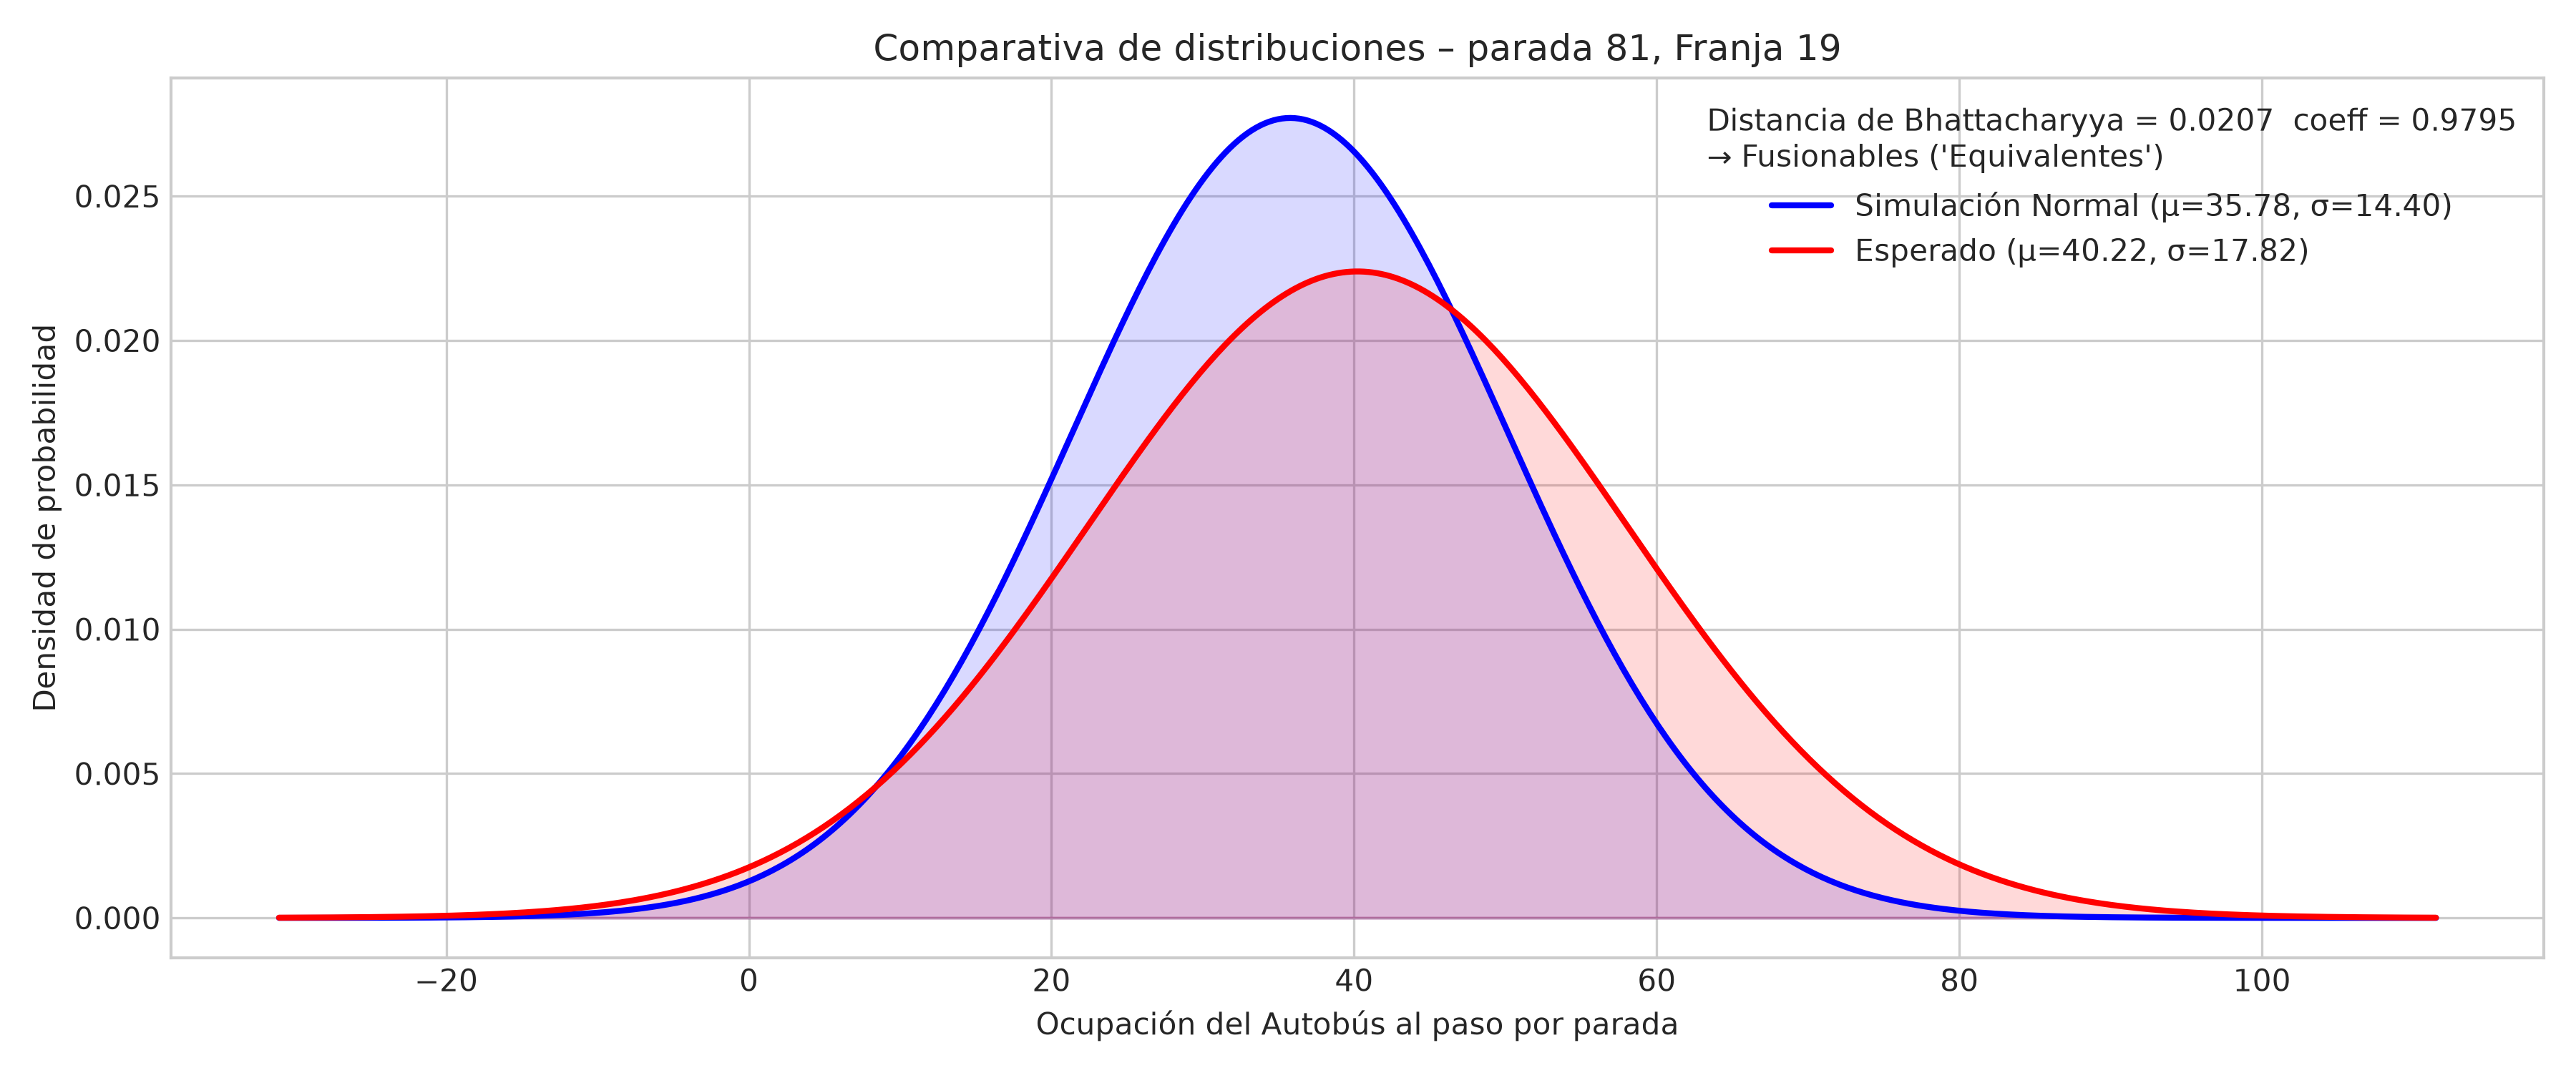 Comparativa de distribuciones – parada 81, Franja 19
Distancia de Bhattacharyya = 0.0207  coeff = 0.9795
→ Fusionables ('Equivalentes')
Simulación Normal (μ=35.78, σ=14.40)
Esperado (μ=40.22, σ=17.82)
Densidad de probabilidad
0.025
0.020
0.015
0.010
0.005
0.000
−20 0 20 40 60 80 100
Ocupación del Autobús al paso por parada